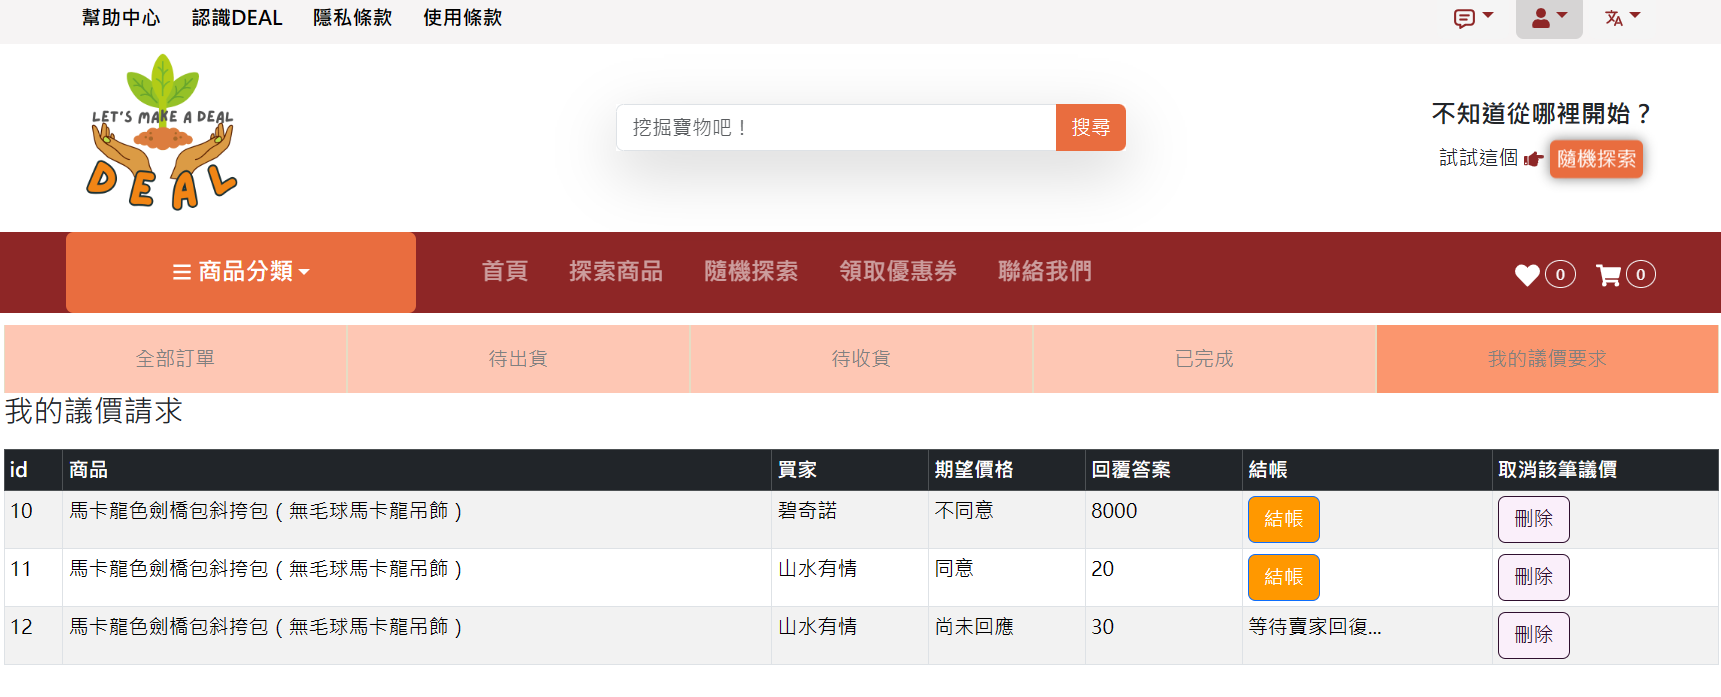 幫助中心 認識DEAL 隱私條款 使用條款
LET'S MAKE A DEAL
DEAL
挖掘寶物吧！ 搜尋
不知道從哪裡開始？
試試這個 隨機探索
商品分類 首頁 探索商品 隨機探索 領取優惠券 聯絡我們 0 0
全部訂單 待出貨 待收貨 已完成 我的議價要求
我的議價請求
id 商品 買家 期望價格 回覆答案 結帳 取消該筆議價
10 馬卡龍色劍橋包斜挎包（無毛球馬卡龍吊飾） 碧奇諾 不同意 8000 結帳 刪除
11 馬卡龍色劍橋包斜挎包（無毛球馬卡龍吊飾） 山水有情 同意 20 結帳 刪除
12 馬卡龍色劍橋包斜挎包（無毛球馬卡龍吊飾） 山水有情 尚未回應 30 等待賣家回復... 刪除